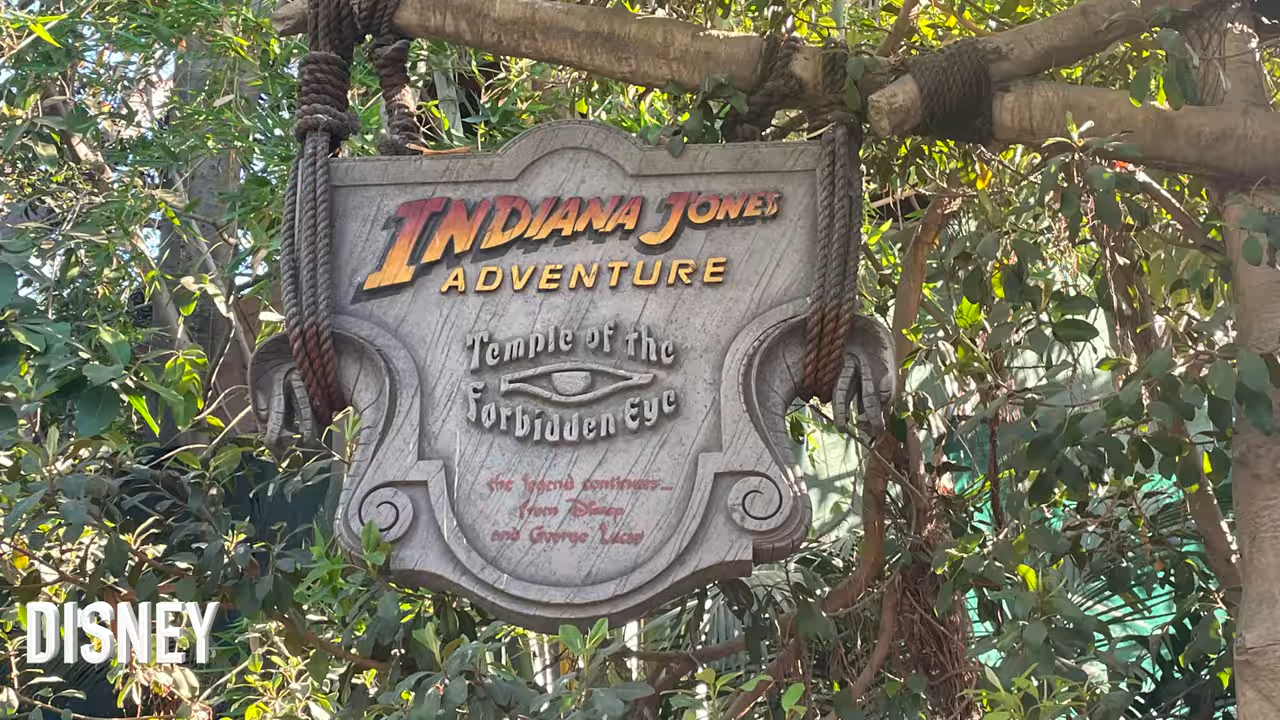 INDIANA JONES
ADVENTURE
Temple of the
Forbidden Eye
the legend continues...
from Disney
and George Lucas
DISNEY